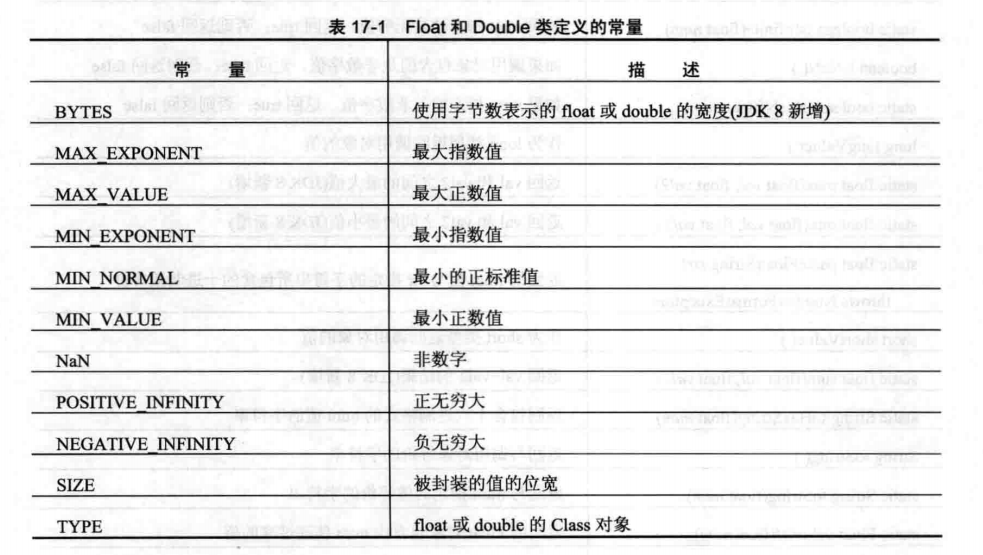 表 17-1 Float 和 Double 类定义的常量
常 量 描 述
BYTES 使用字节数表示的 float 或 double 的宽度(JDK 8 新增)
MAX_EXPONENT 最大指数值
MAX_VALUE 最大正数值
MIN_EXPONENT 最小指数值
MIN_NORMAL 最小的正标准值
MIN_VALUE 最小正数值
NaN 非数字
POSITIVE_INFINITY 正无穷大
NEGATIVE_INFINITY 负无穷大
SIZE 被封装的值的位宽
TYPE float 或 double 的 Class 对象